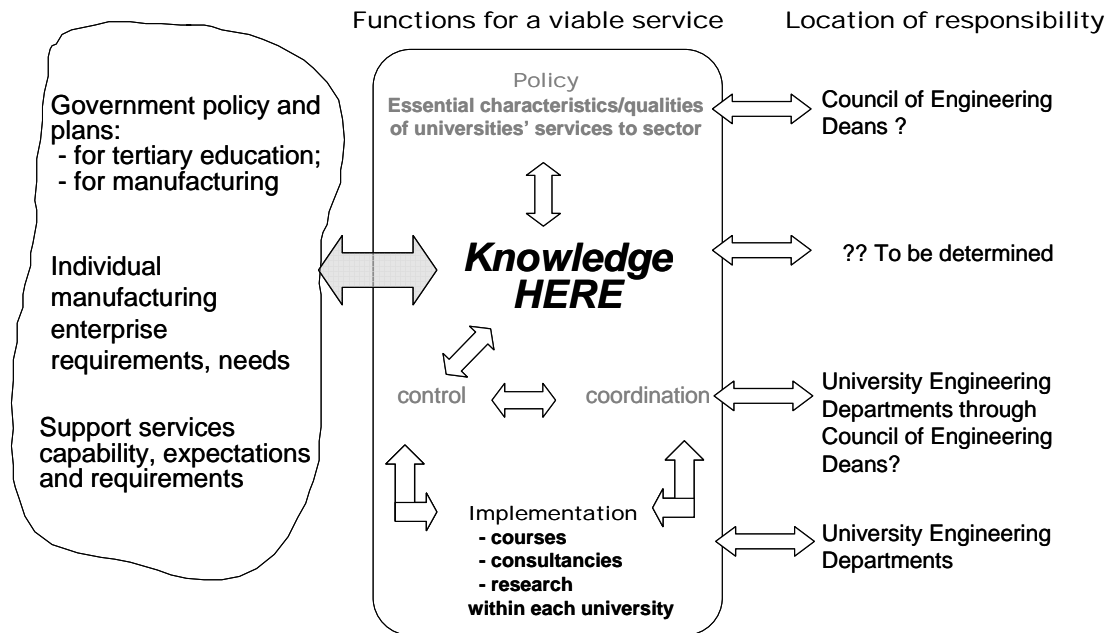 Functions for a viable service
Location of responsibility
Government policy and
plans:
- for tertiary education;
- for manufacturing
Individual
manufacturing
enterprise
requirements, needs
Support services
capability, expectations
and requirements
Policy
Essential characteristics/qualities
of universities’ services to sector
Knowledge
HERE
control
coordination
Implementation
- courses
- consultancies
- research
within each university
Council of Engineering
Deans ?
?? To be determined
University Engineering
Departments through
Council of Engineering
Deans?
University Engineering
Departments